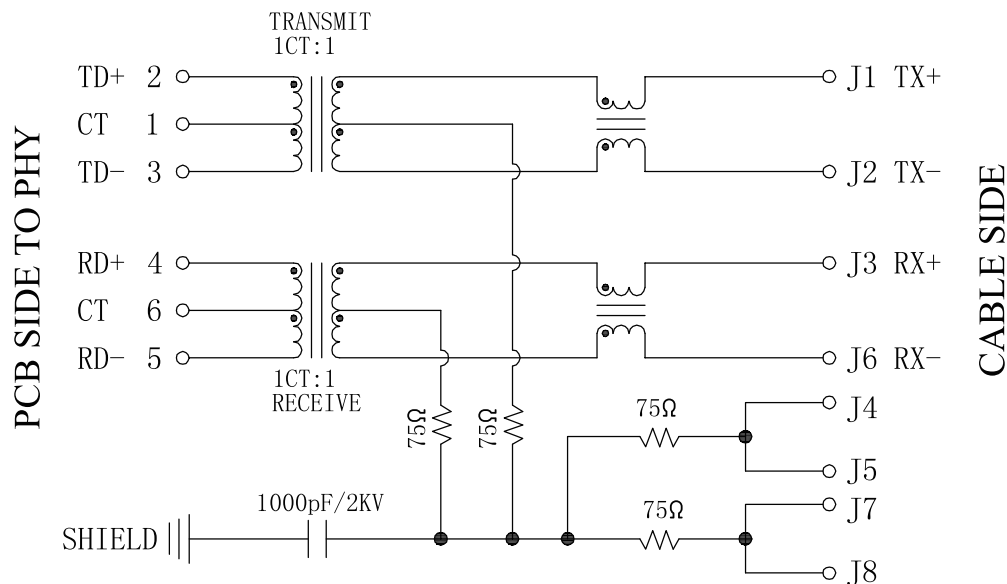 TRANSMIT
1CT:1
TD+ 2
J1 TX+
CT 1
TD- 3
J2 TX-
PCB SIDE TO PHY
CABLE SIDE
RD+ 4
J3 RX+
CT 6
RD- 5
J6 RX-
1CT:1
RECEIVE
75Ω
75Ω
75Ω
J4
J5
1000pF/2KV
75Ω
J7
SHIELD
J8